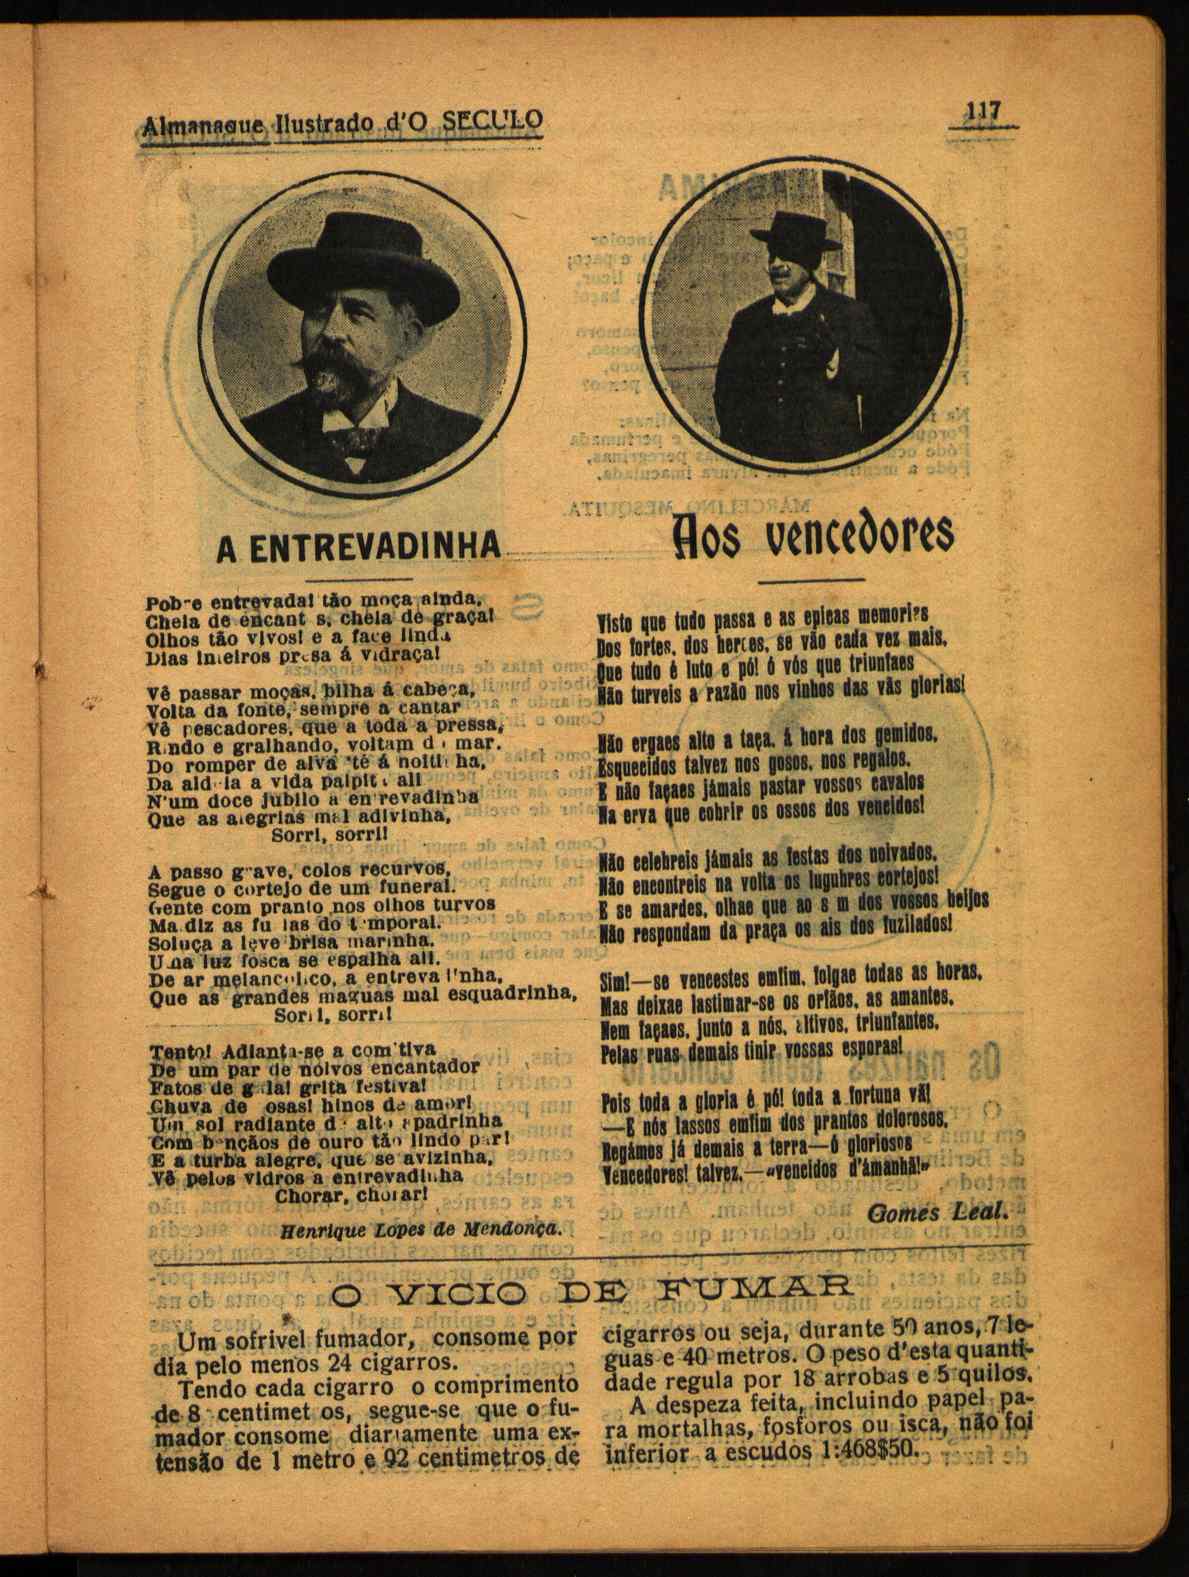 Almanaque Ilustrado d'O SECULO
117
A ENTREVADINHA
Pobre entrevada! tão moça ainda,
Cheia de encantos, cheia de graça!
Olhos tão vivos! e a face linda
Dias inteiros presa á vidraça!
Vê passar moças, bilha á cabeça,
Volta da fonte, sempre a cantar
Vê pescadores, que a toda a pressa,
Rindo e gralhando, voltam do mar.
Do romper de alva 'té á noitinha,
Da aldeia a vida palpita ali
N'um doce jubilo a entrevadinha
Que as alegrias mal adivinha,
Sorri, sorri!
A passo grave, colos recurvos,
Segue o cortejo de um funeral.
Gente com pranto nos olhos turvos
Maldiz as furias do temporal.
Soluça a leve brisa marinha.
Uma luz fosca se espalha ali.
De ar melancolico, a entrevadinha,
Que as grandes maguas mal esquadrinha,
Sorri, sorri!
Tento! Adianta-se a comitiva
De um par de noivos encantador
Fatos de gala! grita festiva!
Chuva de rosas! hinos de amor!
Um sol radiante do alto apadrinha
Com bençãos de ouro tão lindo par!
E a turba alegre, que se avizinha,
Vê pelos vidros a entrevadinha
Chorar, chorar!
Henrique Lopes de Mendonça.
Aos vencedores
Visto que tudo passa e as epicas memorias
Dos fortes, dos heroes, se vão cada vez mais,
Que tudo é luto e pó! ó vós que triunfaes
Não turveis a razão nos vinhos das vãs glorias!
Não ergaes alto a taça, á hora dos gemidos,
Esquecidos talvez nos gosos, nos regalos.
E não façaes jámais pastar vossos cavalos
Na erva que cobrir os ossos dos vencidos!
Não celebreis jámais as festas dos noivados,
Não encontreis na volta os lugubres cortejos!
E se amardes, olhae que ao som dos vossos beijos
Não respondam da praça os ais dos fuzilados!
Sim!—se vencestes emfim, folgae todas as horas,
Mas deixae lastimar-se os orfãos, as amantes,
Nem façaes, junto a nós, altivos, triunfantes,
Pelas ruas demais tinir vossas esporas!
Pois toda a gloria é pó! toda a fortuna vã!
—E nós lassos emfim dos prantos dolorosos,
Regámos já demais a terra—ó gloriosos
Vencedores! talvez,—«vencidos d'ámanhã!»
Gomes Leal.
O VICIO DE FUMAR
Um sofrivel fumador, consome por
dia pelo menos 24 cigarros.
Tendo cada cigarro o comprimento
de 8 centimetros, segue-se que o fu-
mador consome diariamente uma ex-
tensão de 1 metro e 92 centimetros de
cigarros ou seja, durante 50 anos, 7 le-
guas e 40 metros. O peso d'esta quanti-
dade regula por 18 arrobas e 5 quilos.
A despeza feita, incluindo papel pa-
ra mortalhas, fosforos ou isca, não foi
inferior a escudos 1:468$50.